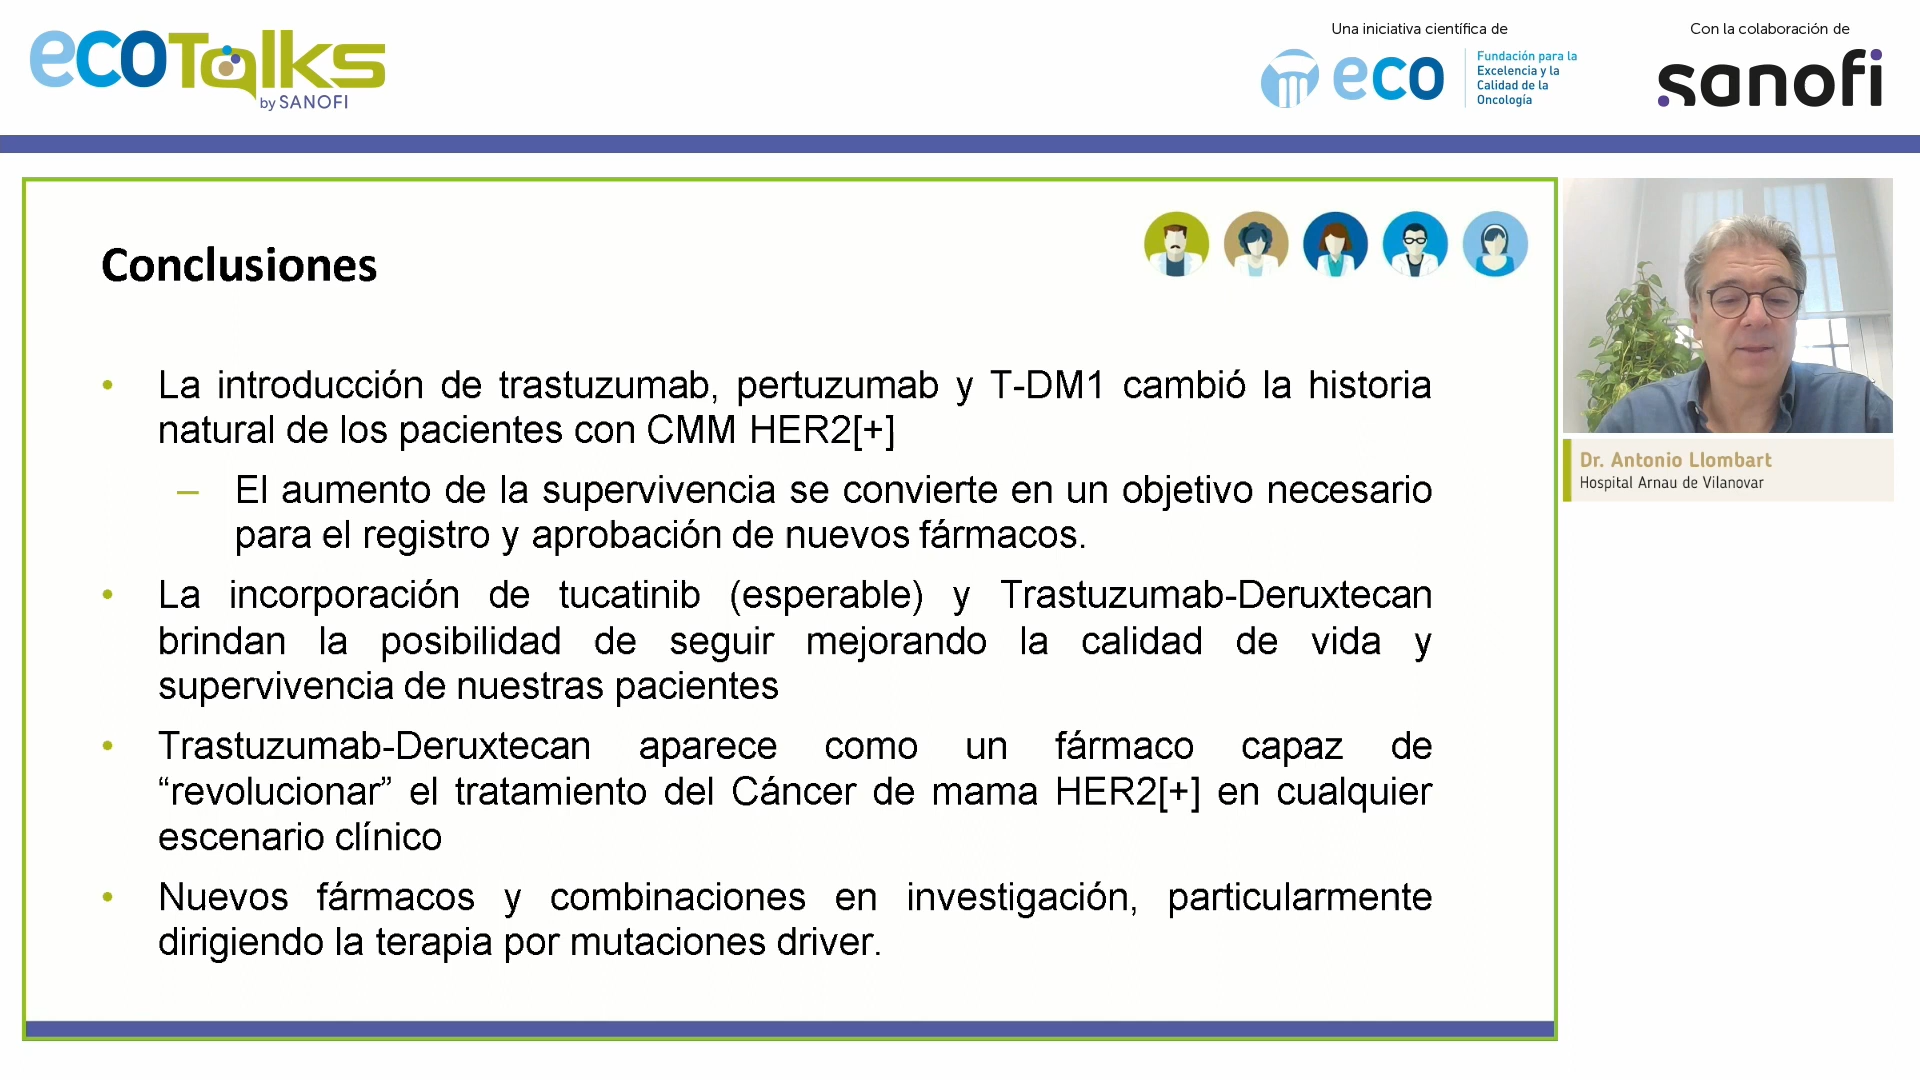 ecoTalks
by SANOFI
Una iniciativa científica de
eco
Fundación para la
Excelencia y la
Calidad de la
Oncología
Con la colaboración de
sanofi
Conclusiones
• La introducción de trastuzumab, pertuzumab y T-DM1 cambió la historia
natural de los pacientes con CMM HER2[+]
– El aumento de la supervivencia se convierte en un objetivo necesario
para el registro y aprobación de nuevos fármacos.
• La incorporación de tucatinib (esperable) y Trastuzumab-Deruxtecan
brindan la posibilidad de seguir mejorando la calidad de vida y
supervivencia de nuestras pacientes
• Trastuzumab-Deruxtecan aparece como un fármaco capaz de
“revolucionar” el tratamiento del Cáncer de mama HER2[+] en cualquier
escenario clínico
• Nuevos fármacos y combinaciones en investigación, particularmente
dirigiendo la terapia por mutaciones driver.
Dr. Antonio Llombart
Hospital Arnau de Vilanovar